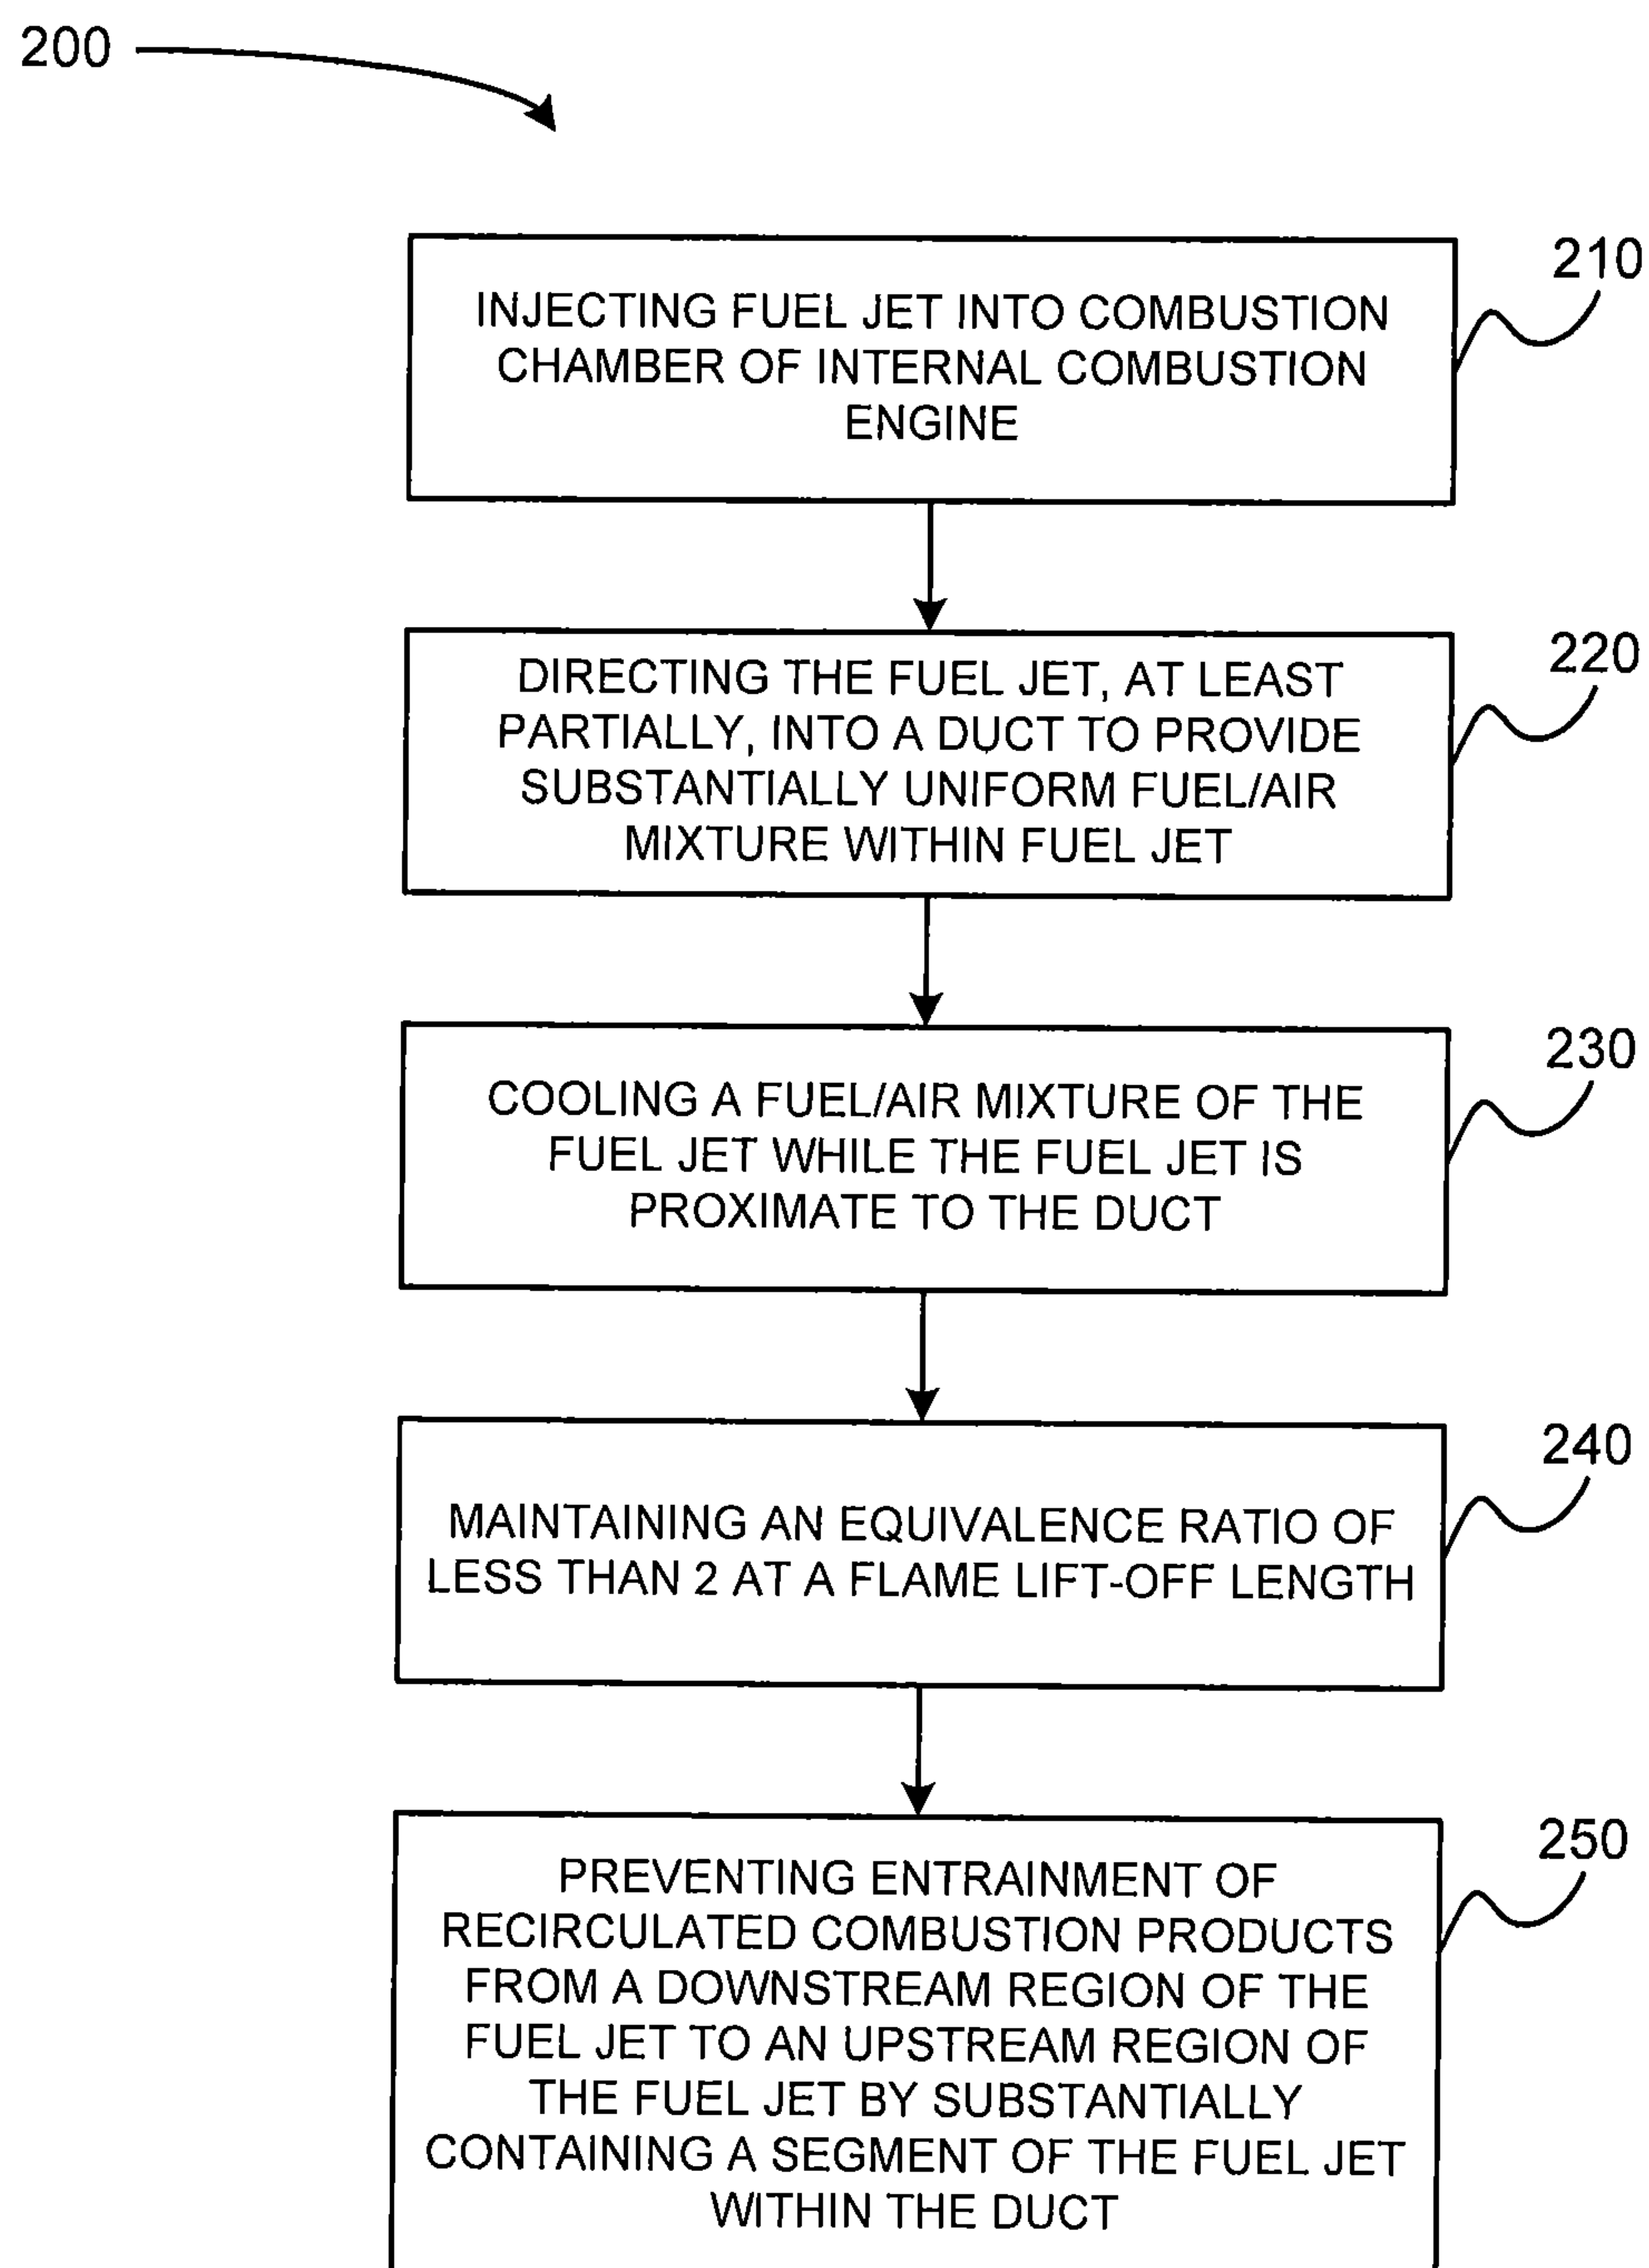 200
210
INJECTING FUEL JET INTO COMBUSTION
CHAMBER OF INTERNAL COMBUSTION
ENGINE
220
DIRECTING THE FUEL JET, AT LEAST
PARTIALLY, INTO A DUCT TO PROVIDE
SUBSTANTIALLY UNIFORM FUEL/AIR
MIXTURE WITHIN FUEL JET
230
COOLING A FUEL/AIR MIXTURE OF THE
FUEL JET WHILE THE FUEL JET IS
PROXIMATE TO THE DUCT
240
MAINTAINING AN EQUIVALENCE RATIO OF
LESS THAN 2 AT A FLAME LIFT-OFF LENGTH
250
PREVENTING ENTRAINMENT OF
RECIRCULATED COMBUSTION PRODUCTS
FROM A DOWNSTREAM REGION OF THE
FUEL JET TO AN UPSTREAM REGION OF
THE FUEL JET BY SUBSTANTIALLY
CONTAINING A SEGMENT OF THE FUEL JET
WITHIN THE DUCT